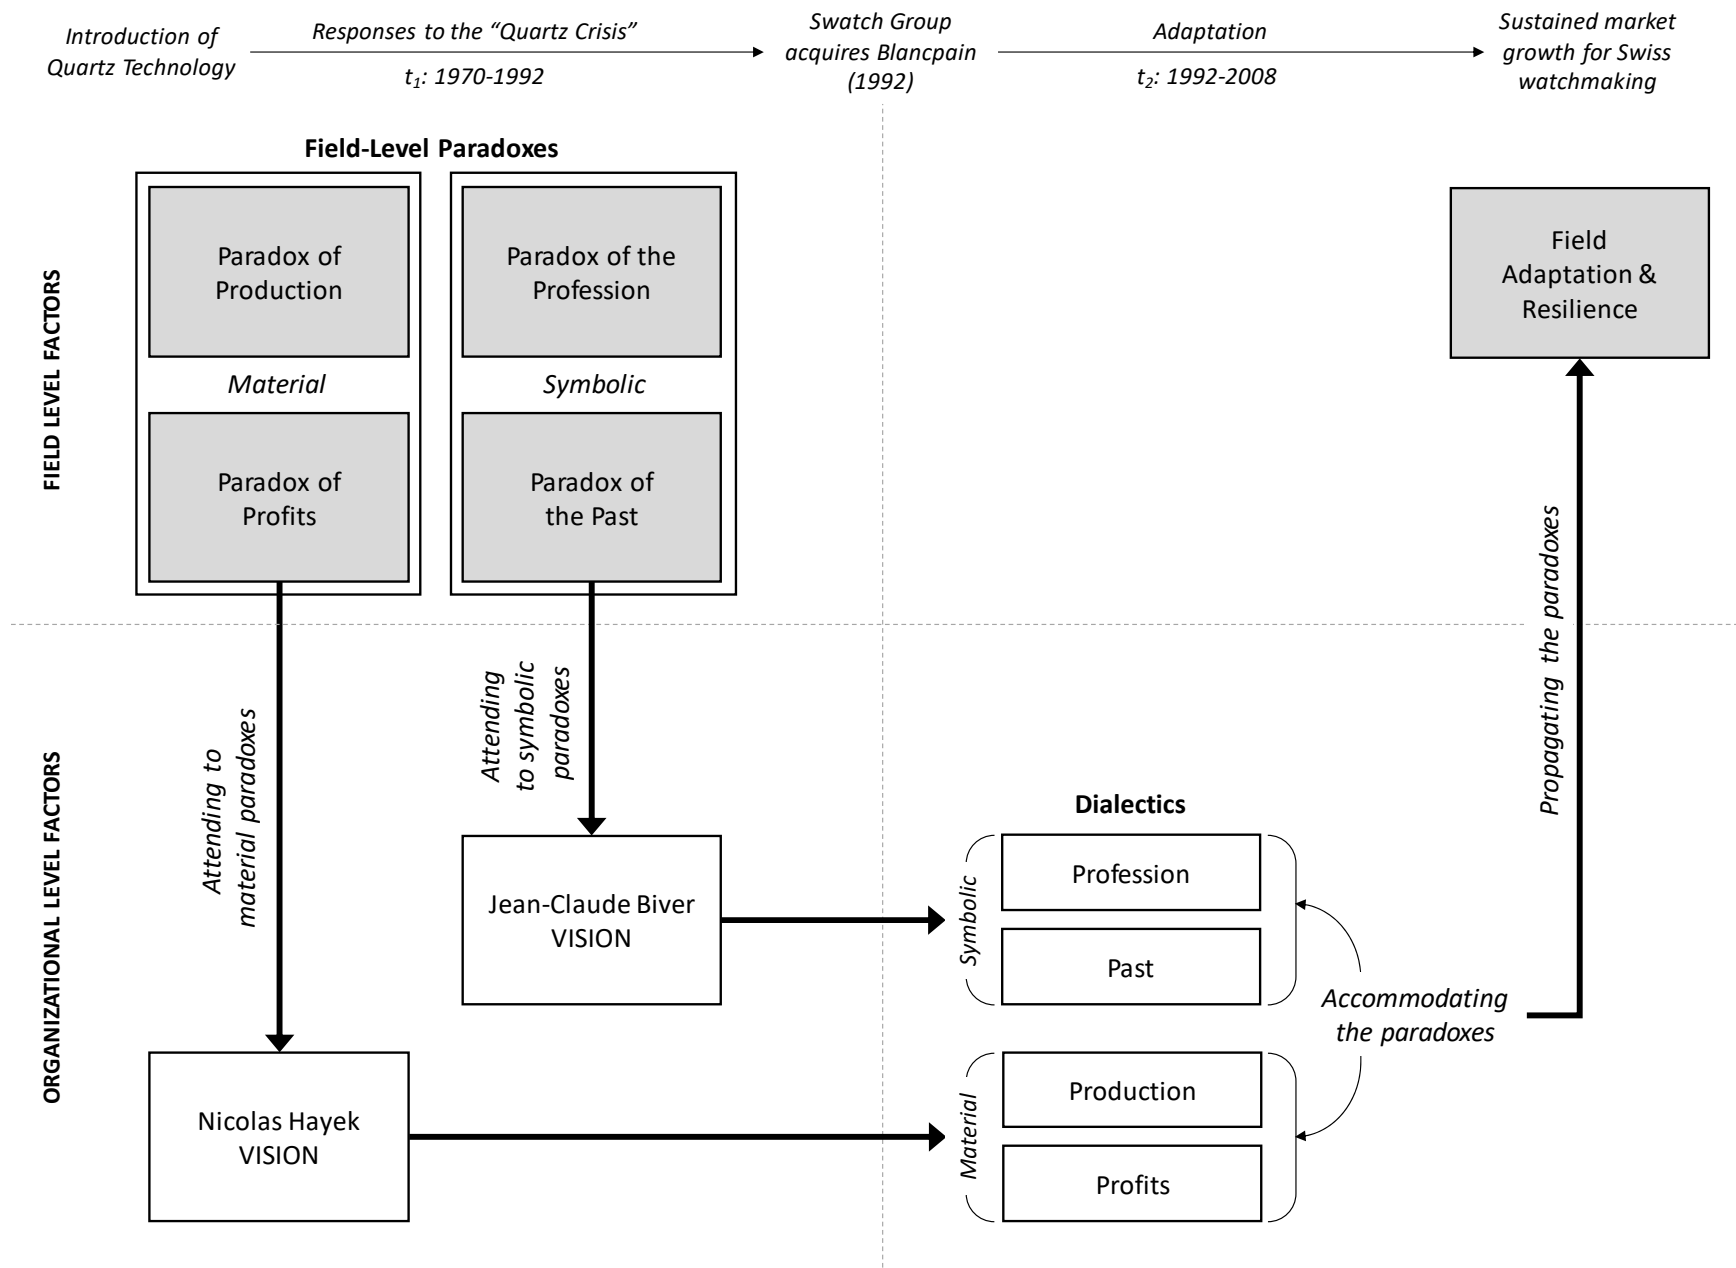 Introduction of
Quartz Technology
Responses to the “Quartz Crisis”
t₁: 1970-1992
Swatch Group
acquires Blancpain
(1992)
Adaptation
t₂: 1992-2008
Sustained market
growth for Swiss
watchmaking
Field-Level Paradoxes
FIELD LEVEL FACTORS
Paradox of
Production
Material
Paradox of
Profits
Paradox of the
Profession
Symbolic
Paradox of
the Past
Field
Adaptation &
Resilience
Propagating the paradoxes
ORGANIZATIONAL LEVEL FACTORS
Attending to
material paradoxes
Attending
to symbolic
paradoxes
Jean-Claude Biver
VISION
Nicolas Hayek
VISION
Dialectics
Symbolic
Profession
Past
Accommodating
the paradoxes
Material
Production
Profits